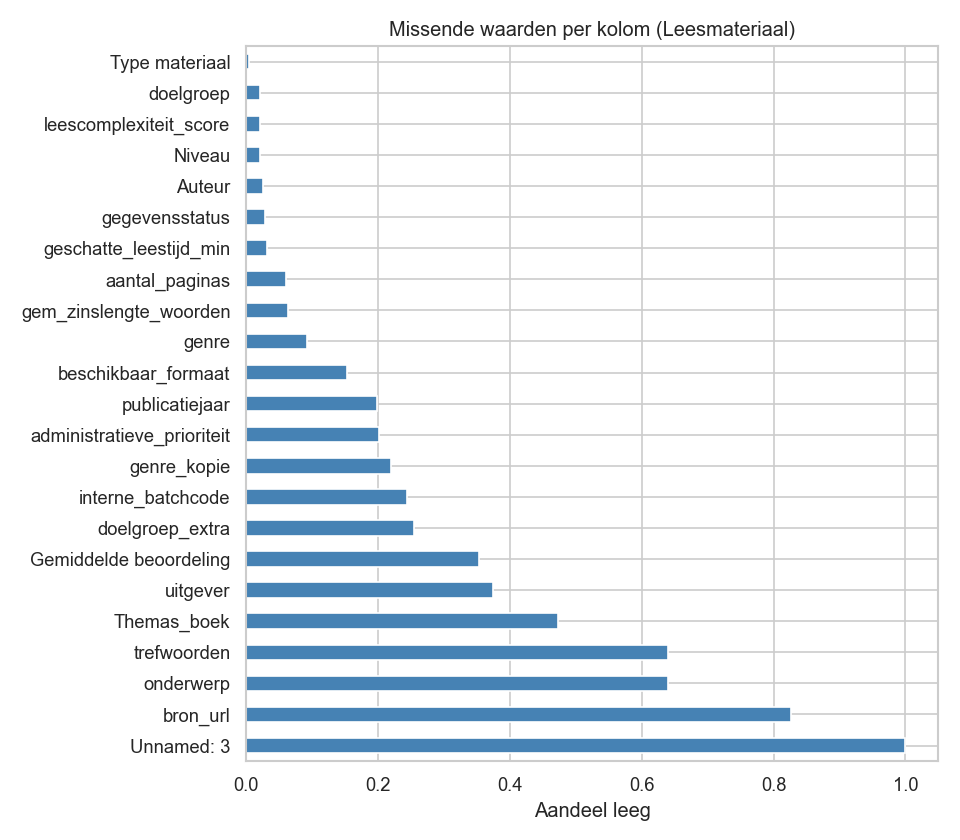 Missende waarden per kolom (Leesmateriaal)
Type materiaal
doelgroep
leescomplexiteit_score
Niveau
Auteur
gegevensstatus
geschatte_leestijd_min
aantal_paginas
gem_zinslengte_woorden
genre
beschikbaar_formaat
publicatiejaar
administratieve_prioriteit
genre_kopie
interne_batchcode
doelgroep_extra
Gemiddelde beoordeling
uitgever
Themas_boek
trefwoorden
onderwerp
bron_url
Unnamed: 3
0.0 0.2 0.4 0.6 0.8 1.0
Aandeel leeg